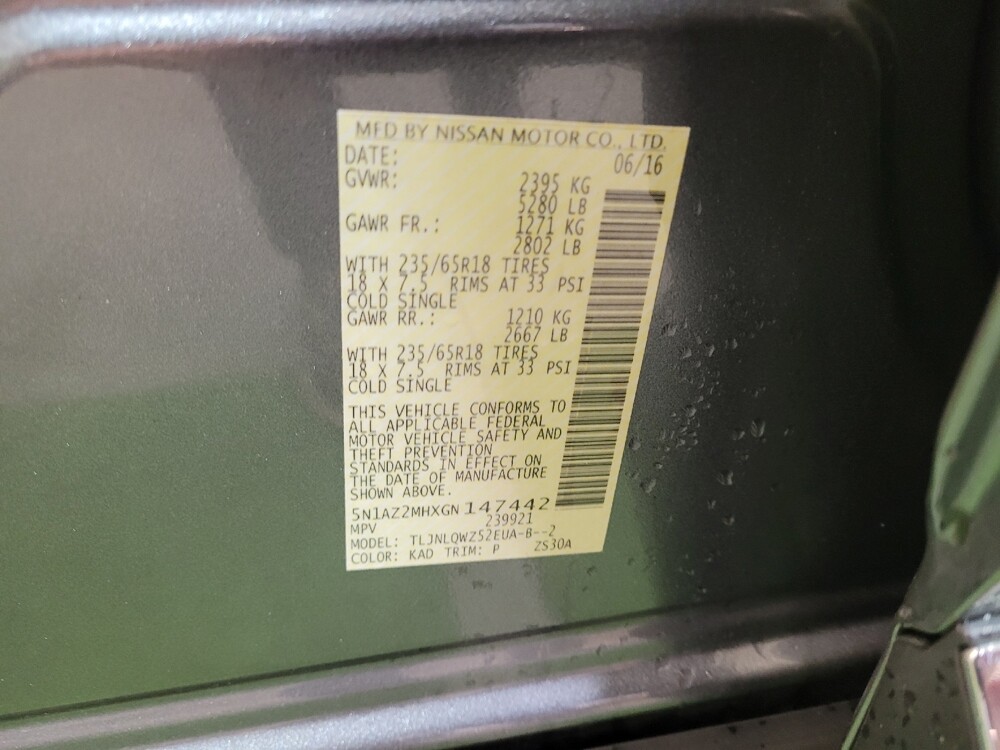 MFD BY NISSAN MOTOR CO., LTD.
DATE: 06/16
GVWR: 2395 KG
5280 LB
GAWR FR.: 1271 KG
2802 LB
WITH 235/65R18 TIRES
18 X 7.5 RIMS AT 33 PSI
COLD SINGLE
GAWR RR.: 1210 KG
2667 LB
WITH 235/65R18 TIRES
18 X 7.5 RIMS AT 33 PSI
COLD SINGLE
THIS VEHICLE CONFORMS TO
ALL APPLICABLE FEDERAL
MOTOR VEHICLE SAFETY AND
THEFT PREVENTION
STANDARDS IN EFFECT ON
THE DATE OF MANUFACTURE
SHOWN ABOVE.
5N1AZ2MHXGN147442
MPV 239921
MODEL: TLJNLQWZ52EUA-B--2
COLOR: KAD TRIM: P ZS30A